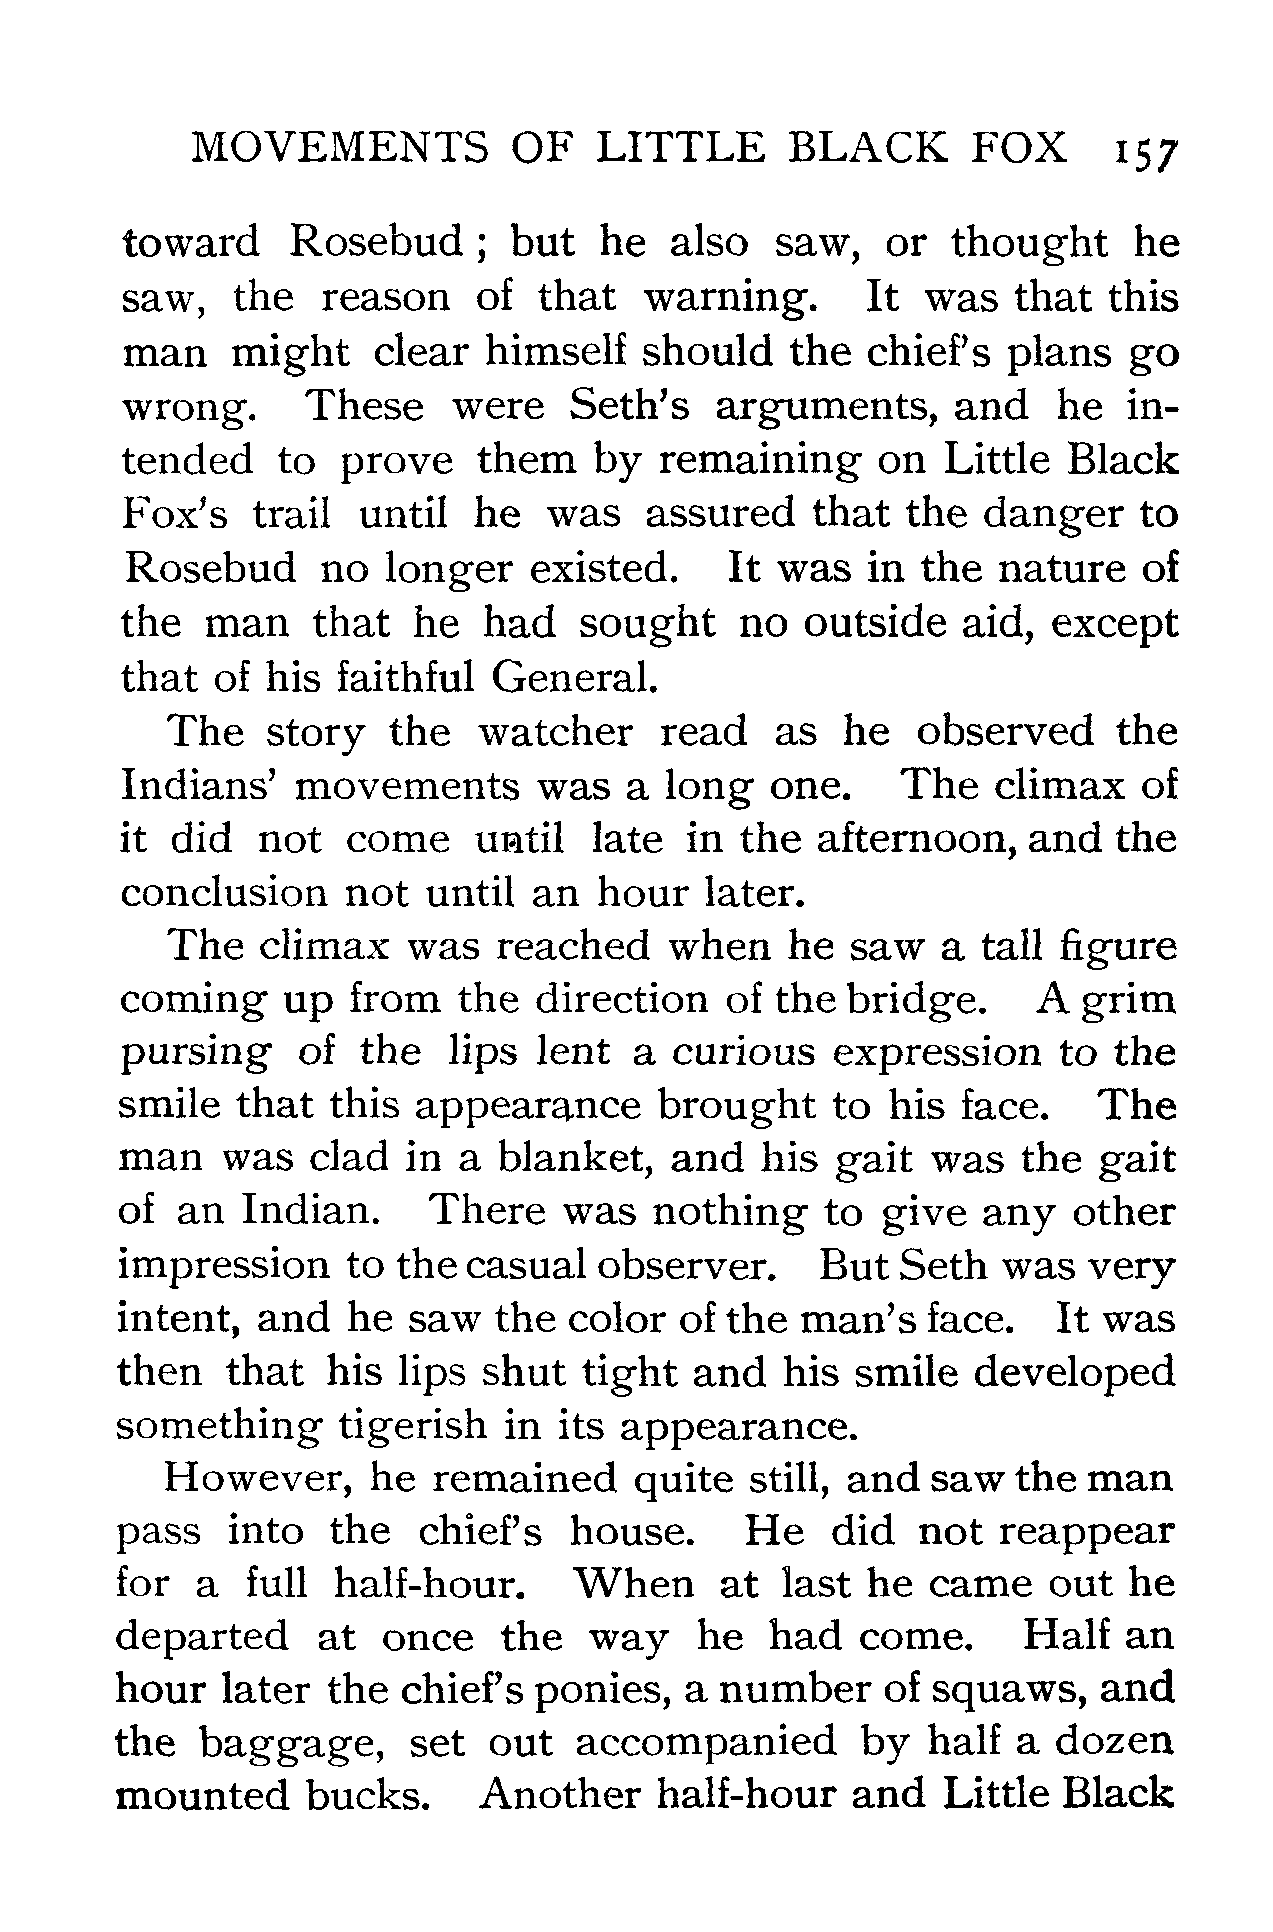 MOVEMENTS OF LITTLE BLACK FOX 157
toward Rosebud ; but he also saw, or thought he
saw, the reason of that warning. It was that this
man might clear himself should the chief's plans go
wrong. These were Seth's arguments, and he in-
tended to prove them by remaining on Little Black
Fox's trail until he was assured that the danger to
Rosebud no longer existed. It was in the nature of
the man that he had sought no outside aid, except
that of his faithful General.
The story the watcher read as he observed the
Indians' movements was a long one. The climax of
it did not come until late in the afternoon, and the
conclusion not until an hour later.
The climax was reached when he saw a tall figure
coming up from the direction of the bridge. A grim
pursing of the lips lent a curious expression to the
smile that this appearance brought to his face. The
man was clad in a blanket, and his gait was the gait
of an Indian. There was nothing to give any other
impression to the casual observer. But Seth was very
intent, and he saw the color of the man's face. It was
then that his lips shut tight and his smile developed
something tigerish in its appearance.
However, he remained quite still, and saw the man
pass into the chief's house. He did not reappear
for a full half-hour. When at last he came out he
departed at once the way he had come. Half an
hour later the chief's ponies, a number of squaws, and
the baggage, set out accompanied by half a dozen
mounted bucks. Another half-hour and Little Black